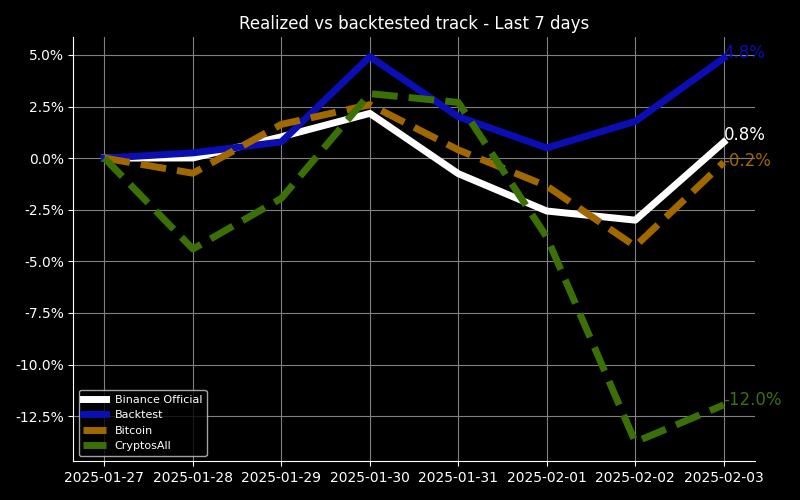 Realized vs backtested track - Last 7 days
5.0%
2.5%
0.0%
-2.5%
-5.0%
-7.5%
-10.0%
-12.5%
4.8%
0.8%
-0.2%
-12.0%
Binance Official
Backtest
Bitcoin
CryptosAll
2025-01-27 2025-01-28 2025-01-29 2025-01-30 2025-01-31 2025-02-01 2025-02-02 2025-02-03